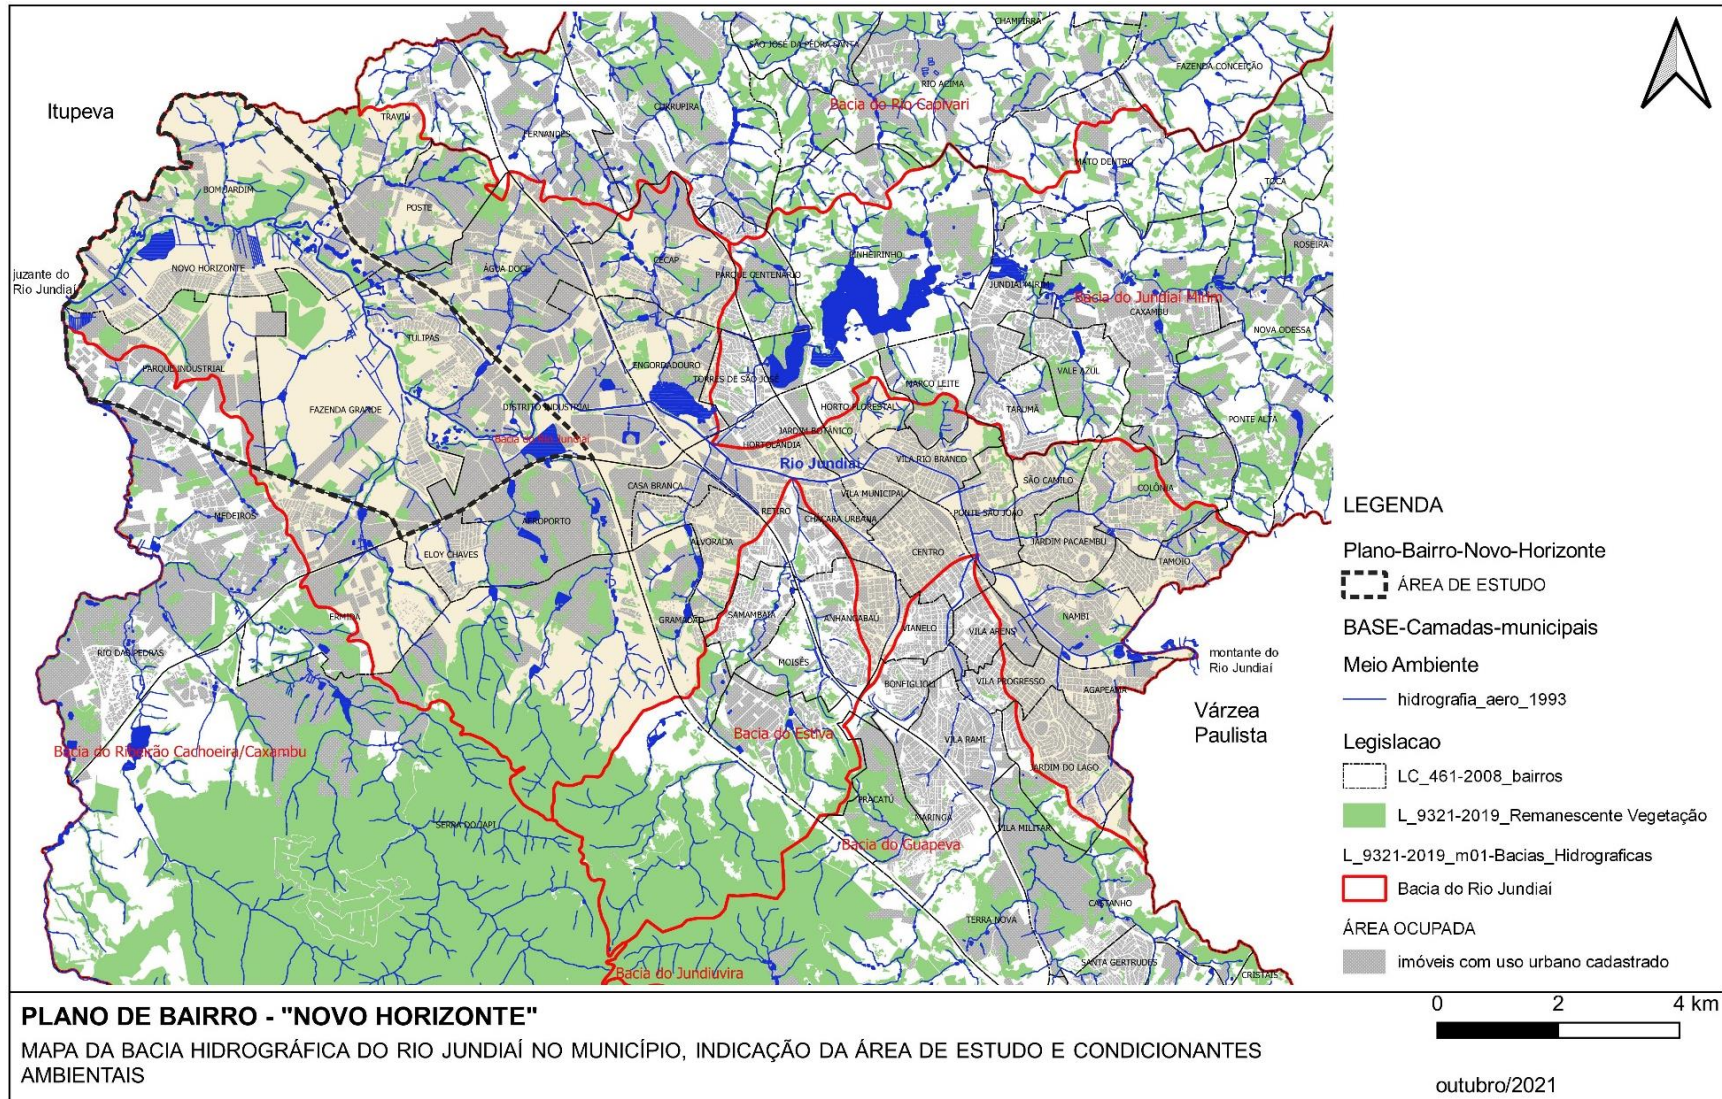 CHAMPIRRA
SÃO JOSÉ DA PEDRA SANTA
FAZENDA CONCEIÇÃO
RIO ACIMA
Itupeva
CURRUPIRA
Bacia do Rio Capivari
TRAVIÚ
FERNANDES
MATO DENTRO
TOCA
BOM JARDIM
POSTE
ROSEIRA
PINHEIRINHO
CECAP
ÁGUA DOCE
NOVO HORIZONTE
PARQUE CENTENÁRIO
juzante do
Rio Jundiaí
JUNDIAÍ MIRIM
Bacia do Jundiaí Mirim
CAXAMBU
NOVA ODESSA
TULIPAS
PARQUE INDUSTRIAL
ENGORDADOURO
TORRES DE SÃO JOSÉ
VALE AZUL
MARCO LEITE
FAZENDA GRANDE
DISTRITO INDUSTRIAL
HORTO FLORESTAL
TARUMÃ
PONTE ALTA
Bacia do Rio Jundiaí
JARDIM BOTÂNICO
HORTOLÂNDIA
Rio Jundiaí
VILA RIO BRANCO
CASA BRANCA
SÃO CAMILO
COLÔNIA
VILA MUNICIPAL
MEDEIROS
AEROPORTO
RETIRO
CHÁCARA URBANA
PONTE SÃO JOÃO
ELOY CHAVES
ALVORADA
CENTRO
JARDIM PACAEMBU
TAMOIO
ERMIDA
GRAMADÃO
SAMAMBAIA
ANHANGABAÚ
VIANELO
VILA ARENS
NAMBI
RIO DAS PEDRAS
MOISÉS
montante do
Rio Jundiaí
BONFIGLIOLI
VILA PROGRESSO
AGAPEAMA
Várzea
Paulista
Bacia do Ribeirão Cachoeira/Caxambu
Bacia do Estiva
VILA RAMI
JARDIM DO LAGO
PRACATÚ
MARINGÁ
SERRA DO JAPI
VILA MILITAR
Bacia do Guapeva
CASTANHO
TERRA NOVA
SANTA GERTRUDES
CRISTAIS
Bacia do Jundiuvira
LEGENDA
Plano-Bairro-Novo-Horizonte
ÁREA DE ESTUDO
BASE-Camadas-municipais
Meio Ambiente
hidrografia_aero_1993
Legislacao
LC_461-2008_bairros
L_9321-2019_Remanescente Vegetação
L_9321-2019_m01-Bacias_Hidrograficas
Bacia do Rio Jundiaí
ÁREA OCUPADA
imóveis com uso urbano cadastrado
0 2 4 km
outubro/2021
PLANO DE BAIRRO - "NOVO HORIZONTE"
MAPA DA BACIA HIDROGRÁFICA DO RIO JUNDIAÍ NO MUNICÍPIO, INDICAÇÃO DA ÁREA DE ESTUDO E CONDICIONANTES
AMBIENTAIS